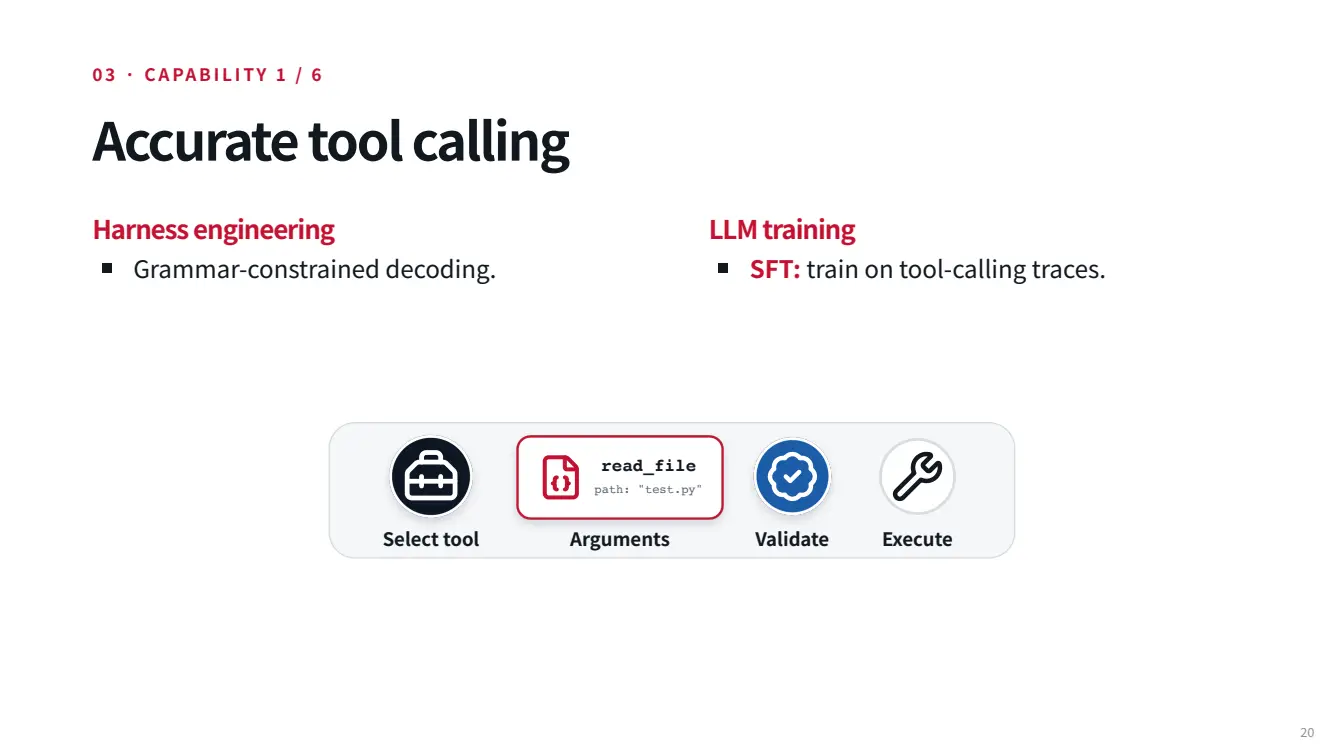 03 · CAPABILITY 1 / 6
Accurate tool calling
Harness engineering
Grammar-constrained decoding.
LLM training
SFT: train on tool-calling traces.
read_file
path: "test.py"
Select tool
Arguments
Validate
Execute
20